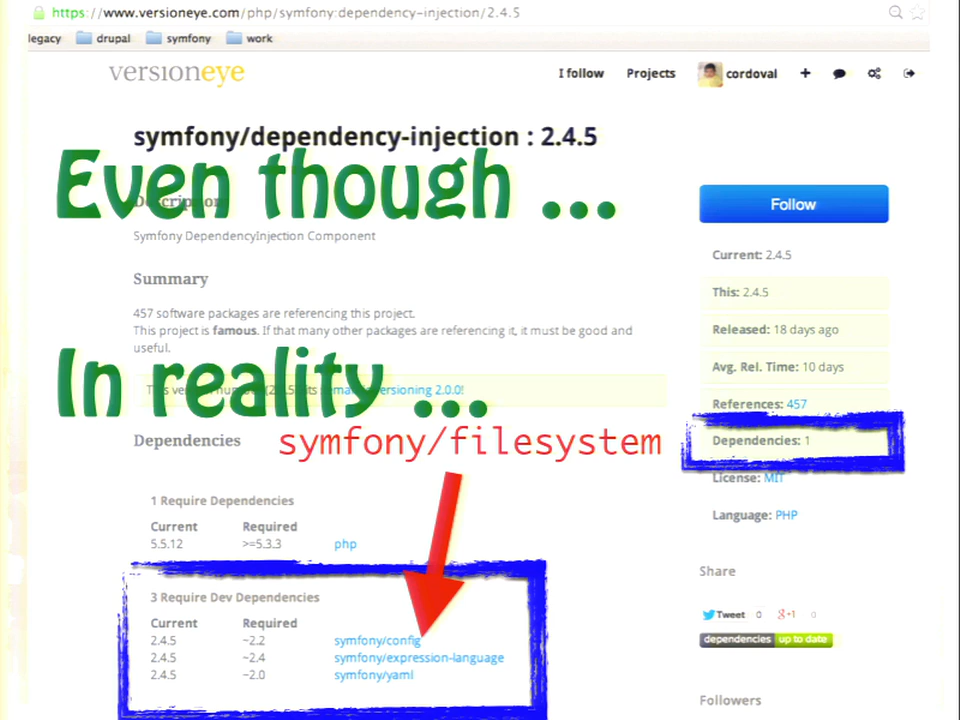 https://www.versioneye.com/php/symfony:dependency-injection/2.4.5
legacy drupal symfony work
versioneye
I follow Projects cordoval
symfony/dependency-injection : 2.4.5
Even though ...
Description
Symfony DependencyInjection Component
Summary
457 software packages are referencing this project.
This project is famous. If that many other packages are referencing it, it must be good and
useful.
In reality ...
versioning 2.0.0!
Dependencies
symfony/filesystem
1 Require Dependencies
Current Required
5.5.12 >=5.3.3 php
3 Require Dev Dependencies
Current Required
2.4.5 ~2.2 symfony/config
2.4.5 ~2.4 symfony/expression-language
2.4.5 ~2.0 symfony/yaml
Follow
Current: 2.4.5
This: 2.4.5
Released: 18 days ago
Avg. Rel. Time: 10 days
References: 457
Dependencies: 1
License: MIT
Language: PHP
Share
Tweet 0 g+1 0
dependencies up to date
Followers